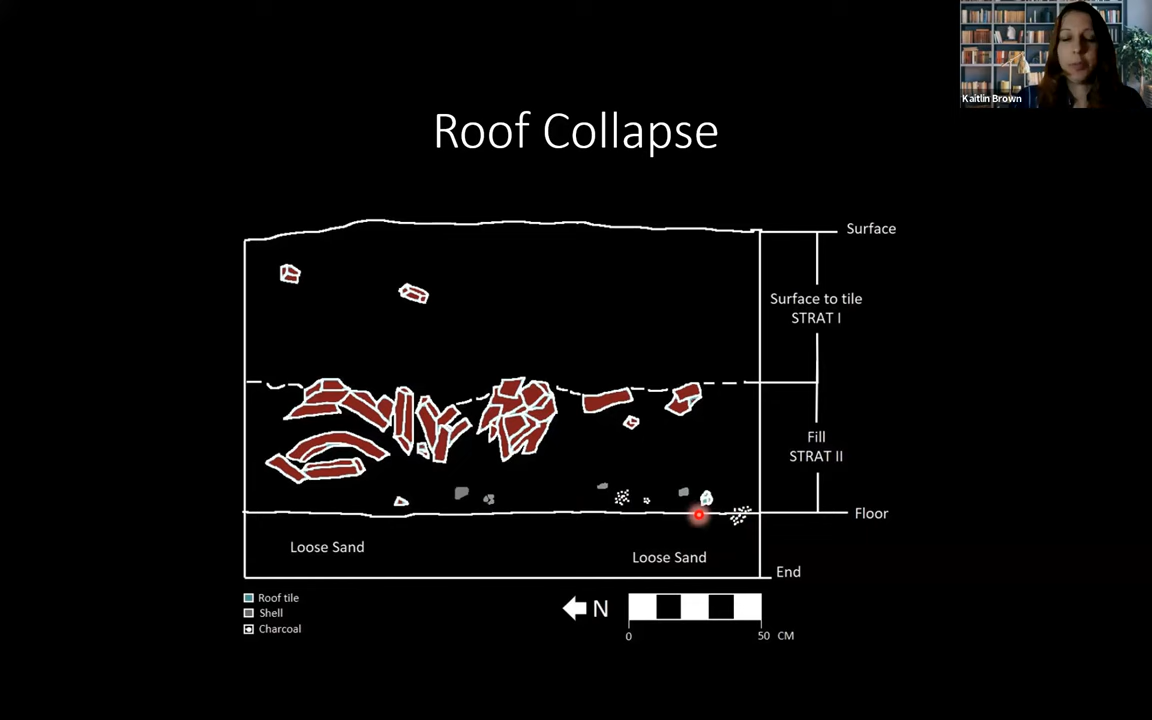 Kaitlin Brown
Roof Collapse
Surface
Surface to tile
STRAT I
Fill
STRAT II
Floor
Loose Sand
Loose Sand
End
Roof tile
Shell
Charcoal
N
0
50 CM